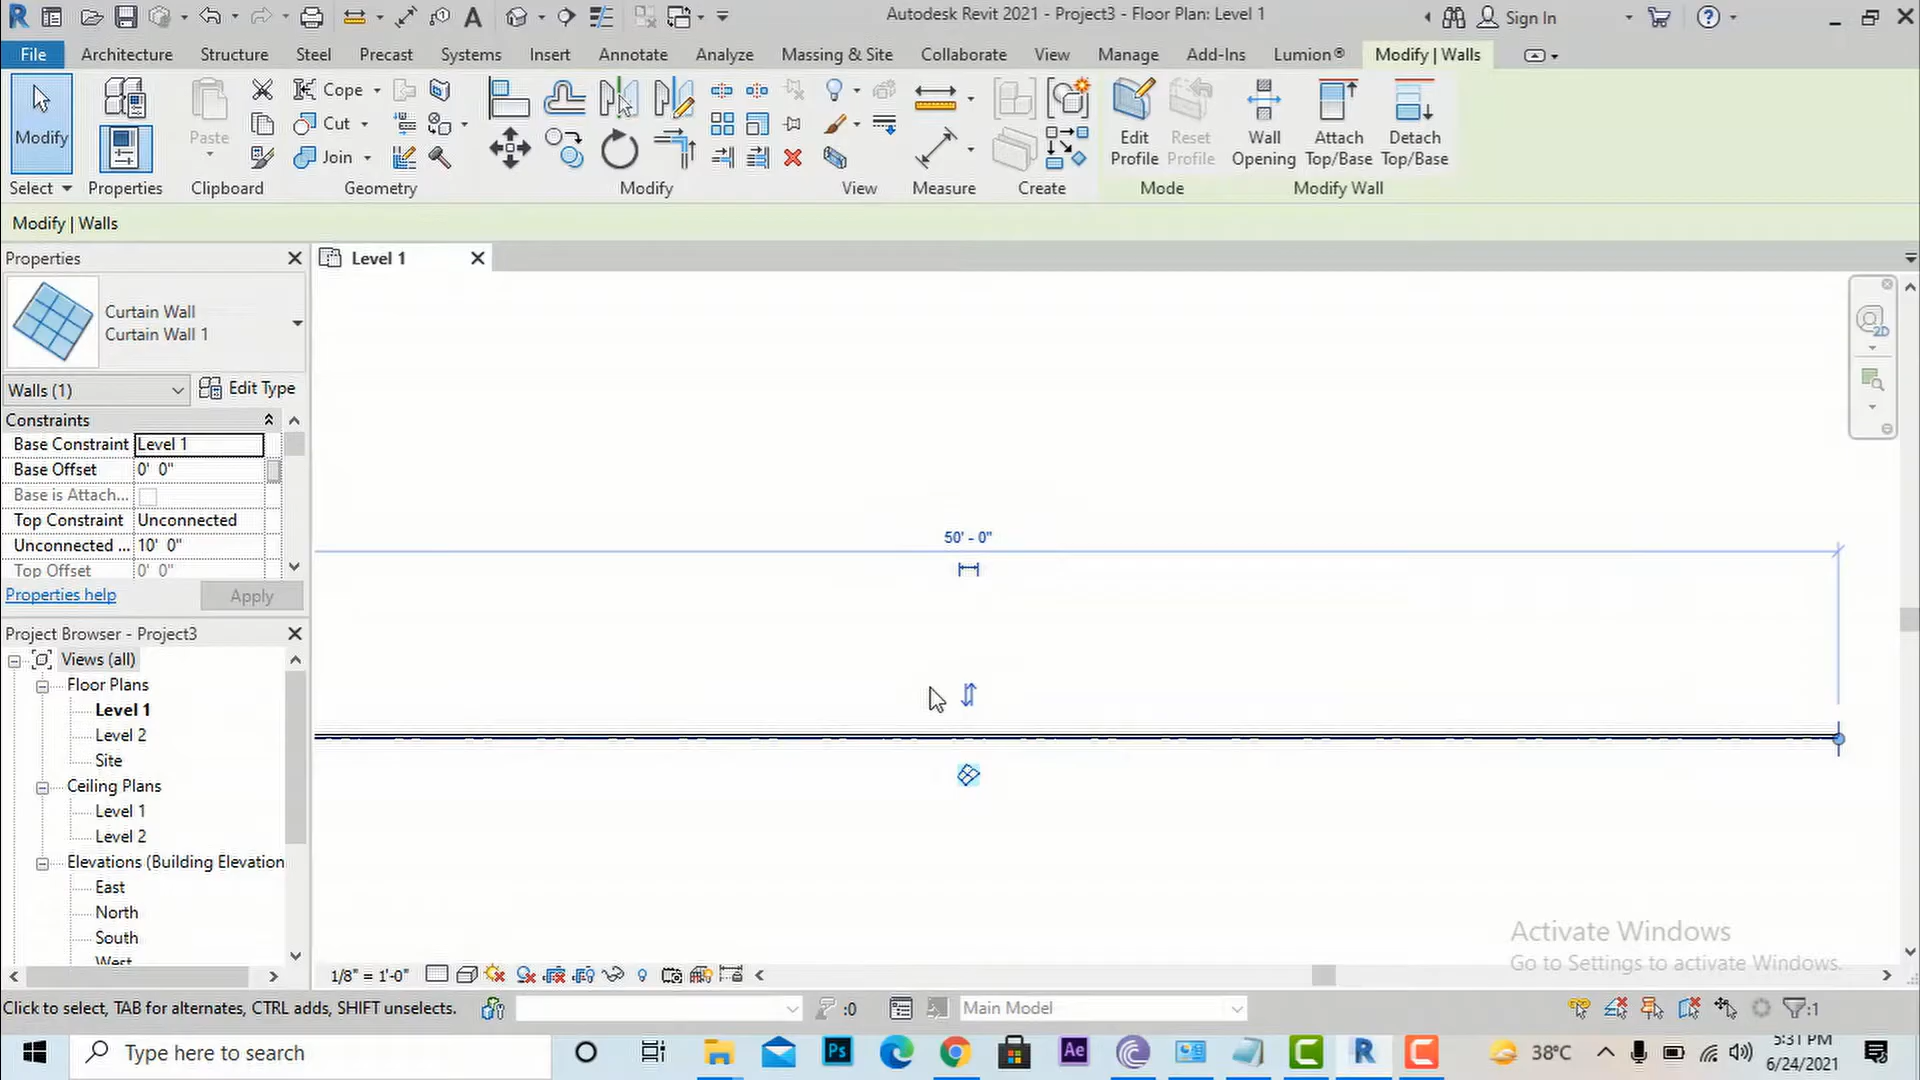 Autodesk Revit 2021 - Project3 - Floor Plan: Level 1
Sign In
File Architecture Structure Steel Precast Systems Insert Annotate Analyze Massing & Site Collaborate View Manage Add-Ins Lumion® Modify | Walls
Modify
Paste
Cope
Cut
Join
Edit Profile
Reset Profile
Wall Opening
Attach Top/Base
Detach Top/Base
Select Properties Clipboard Geometry Modify View Measure Create Mode Modify Wall
Modify | Walls
Properties
Level 1
Curtain Wall
Curtain Wall 1
Walls (1)
Edit Type
Constraints
Base Constraint Level 1
Base Offset 0' 0"
Base is Attach...
Top Constraint Unconnected
Unconnected ... 10' 0"
Top Offset 0' 0"
Properties help
Apply
2D
50' - 0"
Project Browser - Project3
Views (all)
Floor Plans
Level 1
Level 2
Site
Ceiling Plans
Level 1
Level 2
Elevations (Building Elevation
East
North
South
West
Activate Windows
Go to Settings to activate Windows.
1/8" = 1'-0"
Click to select, TAB for alternates, CTRL adds, SHIFT unselects.
:0
Main Model
:1
Type here to search
Ps
Ae
38°C
5:31 PM
6/24/2021